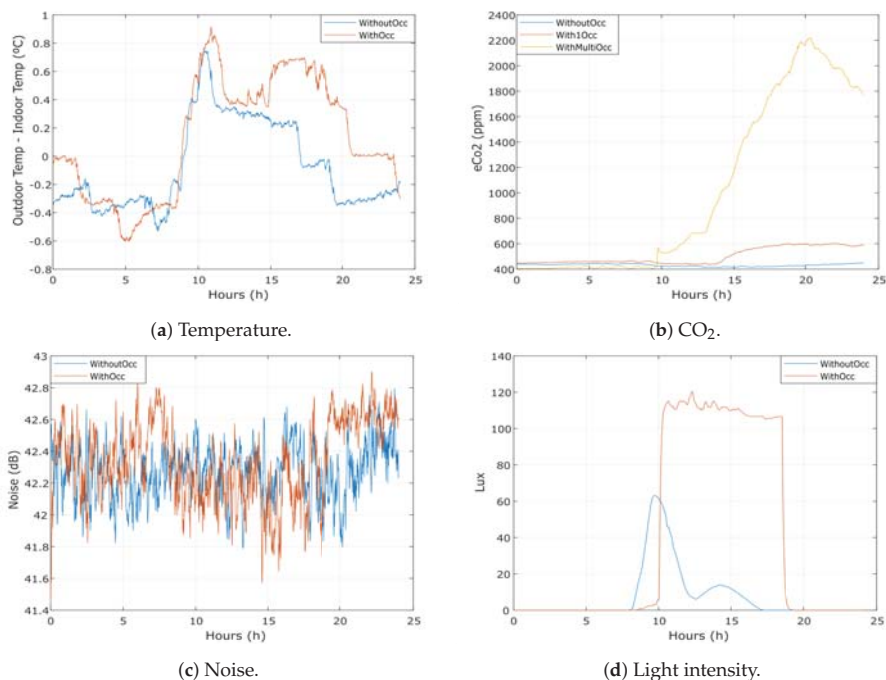 WithoutOcc
WithOcc
Outdoor Temp - Indoor Temp (ºC)
1
0.8
0.6
0.4
0.2
0
-0.2
-0.4
-0.6
-0.8
0 5 10 15 20 25
Hours (h)
(a) Temperature.
WithoutOcc
With1Occ
WithMultiOcc
eCo2 (ppm)
2400
2200
2000
1800
1600
1400
1200
1000
800
600
400
0 5 10 15 20 25
Hours (h)
(b) CO₂.
WithoutOcc
WithOcc
Noise (dB)
43
42.8
42.6
42.4
42.2
42
41.8
41.6
41.4
0 5 10 15 20 25
Hours (h)
(c) Noise.
WithoutOcc
WithOcc
Lux
140
120
100
80
60
40
20
0
0 5 10 15 20 25
Hours (h)
(d) Light intensity.